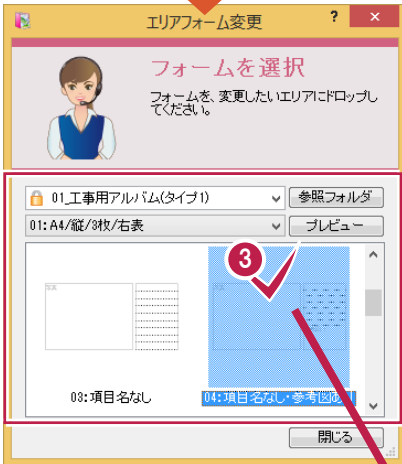 エリアフォーム変更
?
×
フォームを選択
フォームを、変更したいエリアにドロップし
てください。
01_工事用アルバム(タイプ1)
参照フォルダ
01:A4/縦/3枚/右表
プレビュー
3
写真
03:項目名なし
04:項目名なし・参考図あり
閉じる